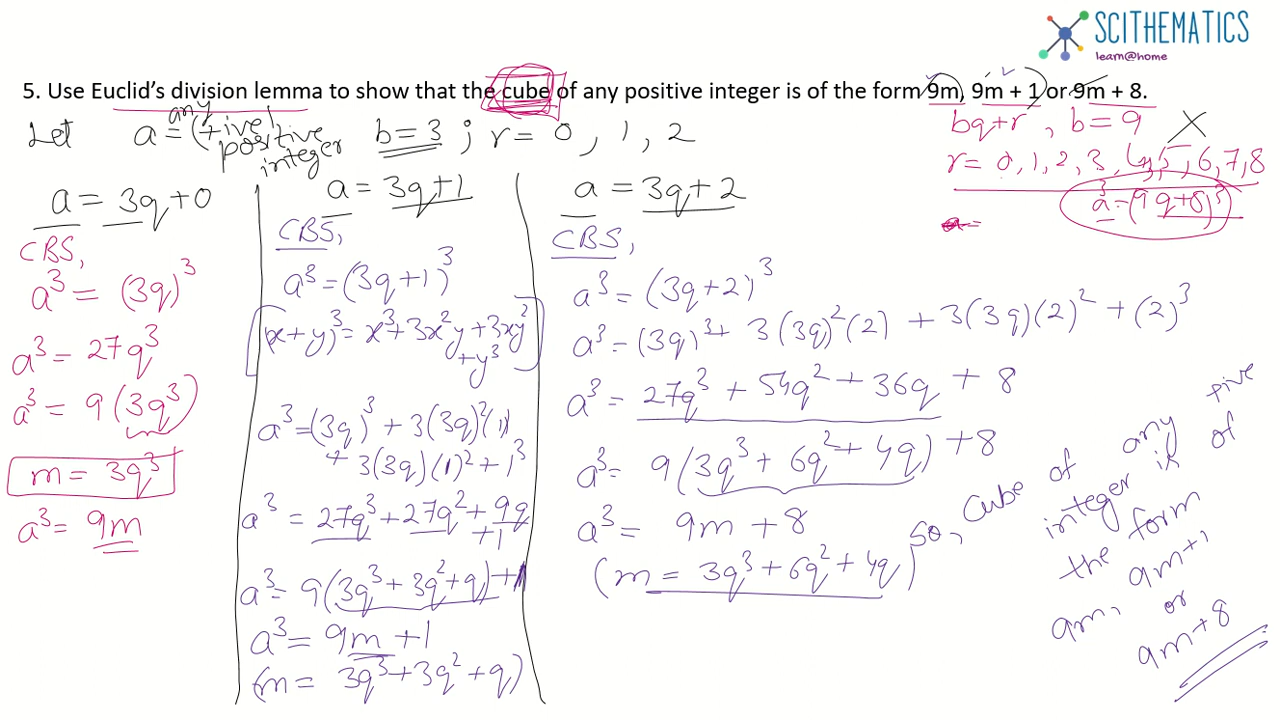 SCITHEMATICS
learn@home
5. Use Euclid's division lemma to show that the cube of any positive integer is of the form 9m, 9m + 1 or 9m + 8.
Let a = any (+ive) positive integer b = 3 ; r = 0, 1, 2
bq+r, b = 9 X
r = 0, 1, 2, 3, 4, 5, 6, 7, 8
a³ = (9q+8)³
a = 3q+0
CBS,
a³ = (3q)³
a³ = 27q³
a³ = 9(3q³)
m = 3q³
a³ = 9m
a = 3q+1
CBS,
a³ = (3q+1)³
(x+y)³ = x³+3x²y+3xy²
+y³
a³ = (3q)³ + 3(3q)²(1)
+ 3(3q)(1)² + 1³
a³ = 27q³ + 27q² + 9q
+1
a³ = 9(3q³ + 3q² + q) + 1
a³ = 9m + 1
(m = 3q³ + 3q² + q)
a = 3q+2
CBS,
a³ = (3q+2)³
a³ = (3q)³ + 3(3q)²(2) + 3(3q)(2)² + (2)³
a³ = 27q³ + 54q² + 36q + 8
a³ = 9(3q³ + 6q² + 4q) + 8
a³ = 9m + 8
(m = 3q³ + 6q² + 4q)
So, Cube of any +ive
integer is of
the form
9m, 9m+1
or
9m+8